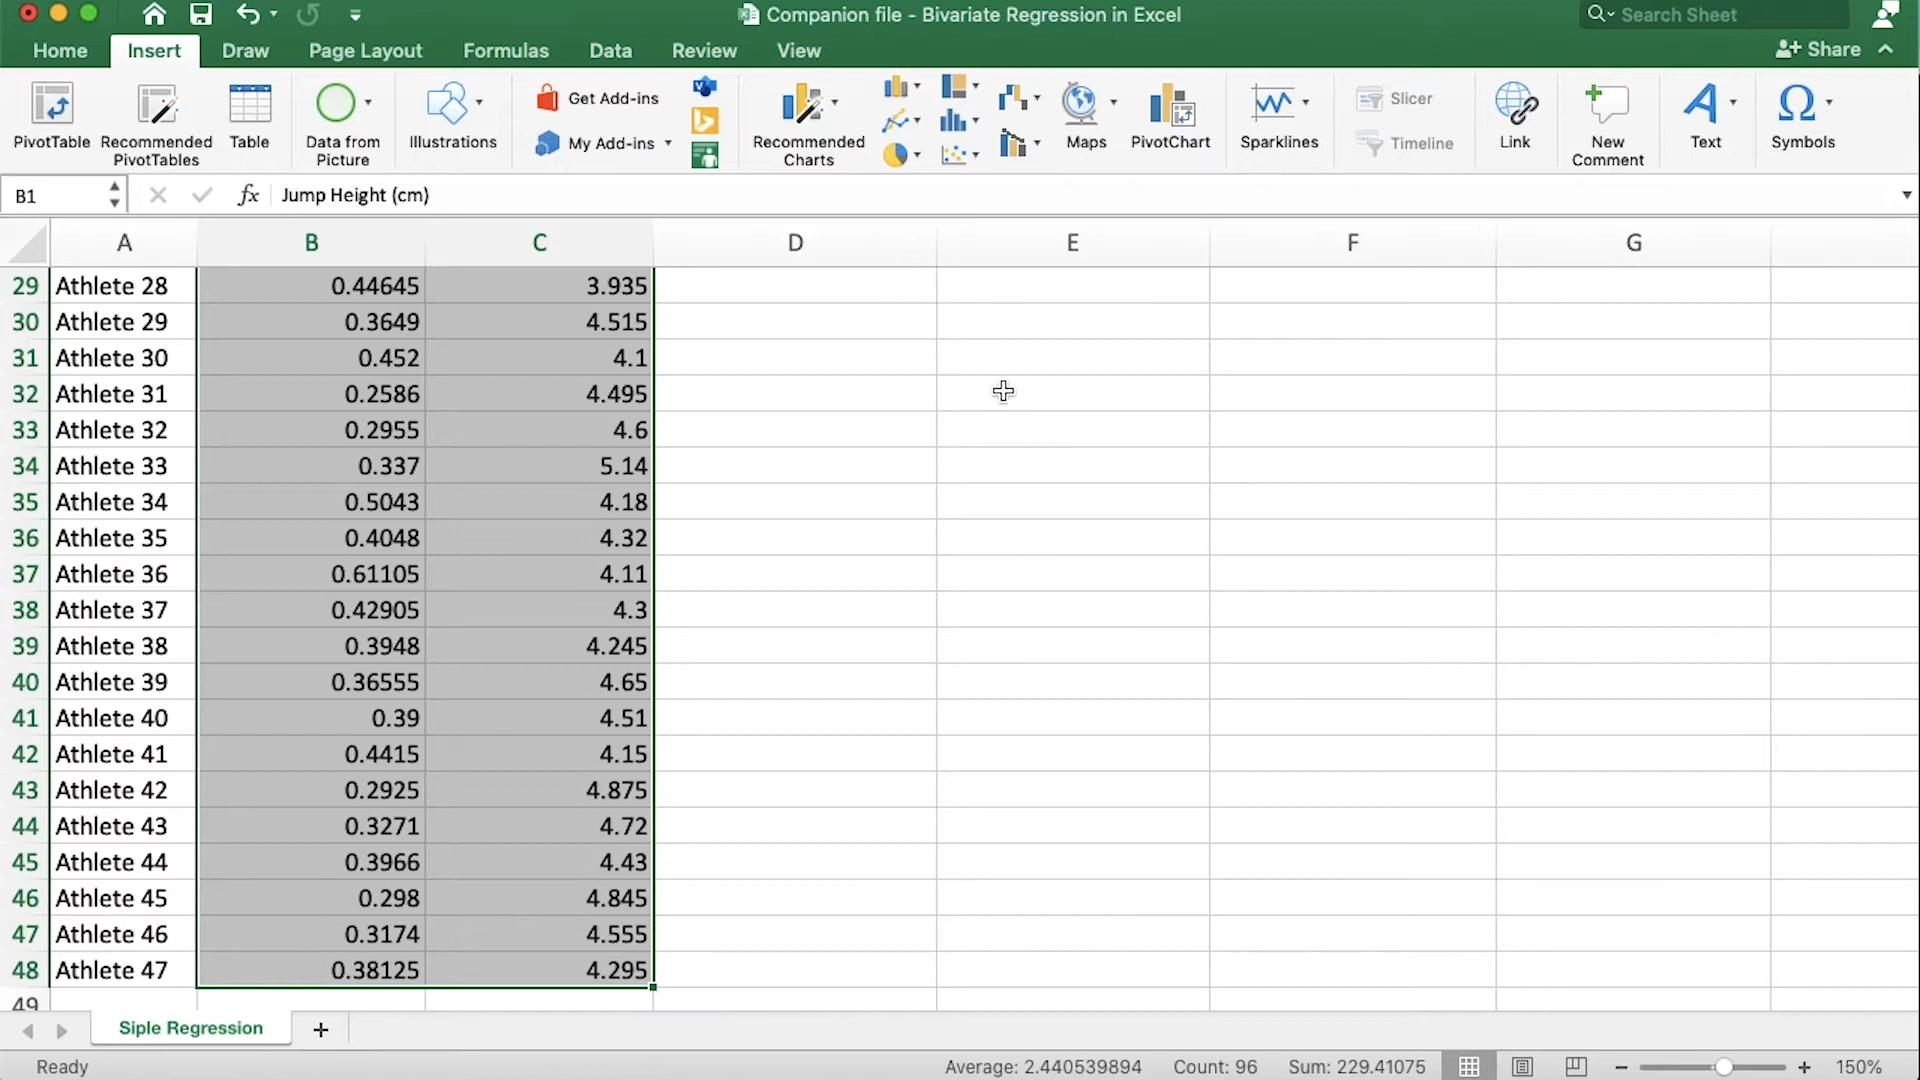 Companion file - Bivariate Regression in Excel
Search Sheet
Home Insert Draw Page Layout Formulas Data Review View
Share
PivotTable
Recommended PivotTables
Table
Data from Picture
Illustrations
Get Add-ins
My Add-ins
Recommended Charts
Maps
PivotChart
Sparklines
Slicer
Timeline
Link
New Comment
Text
Symbols
B1 fx Jump Height (cm)
A B C D E F G
29 Athlete 28 0.44645 3.935
30 Athlete 29 0.3649 4.515
31 Athlete 30 0.452 4.1
32 Athlete 31 0.2586 4.495
33 Athlete 32 0.2955 4.6
34 Athlete 33 0.337 5.14
35 Athlete 34 0.5043 4.18
36 Athlete 35 0.4048 4.32
37 Athlete 36 0.61105 4.11
38 Athlete 37 0.42905 4.3
39 Athlete 38 0.3948 4.245
40 Athlete 39 0.36555 4.65
41 Athlete 40 0.39 4.51
42 Athlete 41 0.4415 4.15
43 Athlete 42 0.2925 4.875
44 Athlete 43 0.3271 4.72
45 Athlete 44 0.3966 4.43
46 Athlete 45 0.298 4.845
47 Athlete 46 0.3174 4.555
48 Athlete 47 0.38125 4.295
49
Siple Regression
Ready Average: 2.440539894 Count: 96 Sum: 229.41075 150%